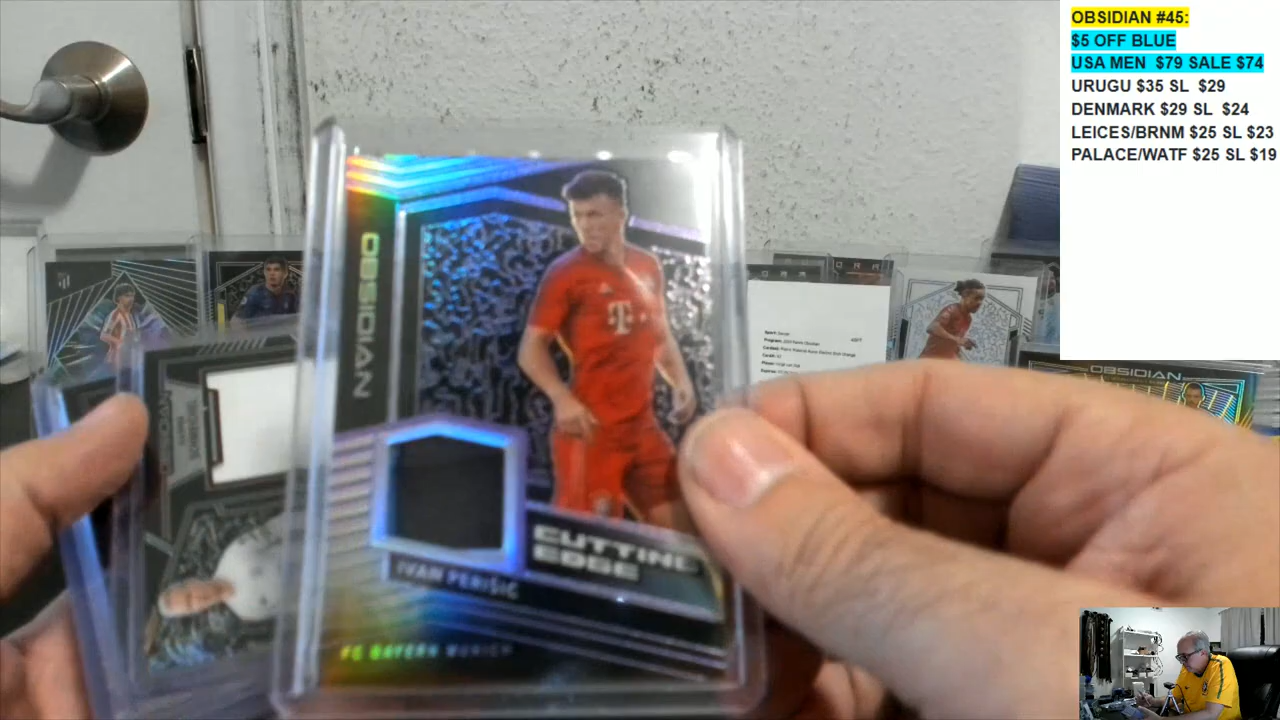 OBSIDIAN #45:
$5 OFF BLUE
USA MEN $79 SALE $74
URUGU $35 SL $29
DENMARK $29 SL $24
LEICES/BRNM $25 SL $23
PALACE/WATF $25 SL $19
OBSIDIAN
T
CUTTING
EDGE
IVAN PERISIC
FC BAYERN MUNICH
OBSIDIAN